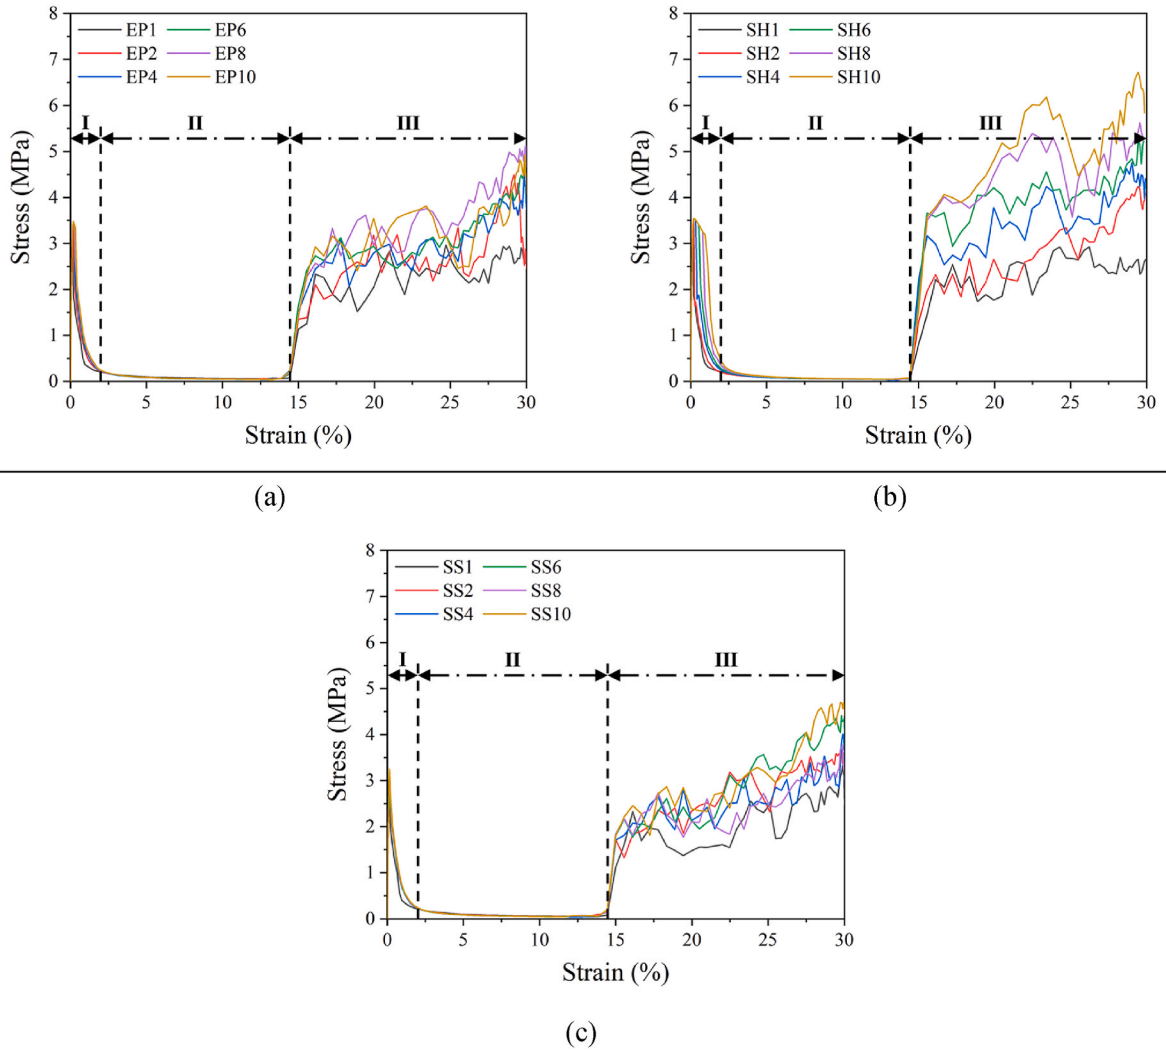 8
7
6
5
4
3
2
1
0
Stress (MPa)
EP1 EP6
EP2 EP8
EP4 EP10
I II III
0 5 10 15 20 25 30
Strain (%)
(a)
8
7
6
5
4
3
2
1
0
Stress (MPa)
SH1 SH6
SH2 SH8
SH4 SH10
I II III
0 5 10 15 20 25 30
Strain (%)
(b)
8
7
6
5
4
3
2
1
0
Stress (MPa)
SS1 SS6
SS2 SS8
SS4 SS10
I II III
0 5 10 15 20 25 30
Strain (%)
(c)